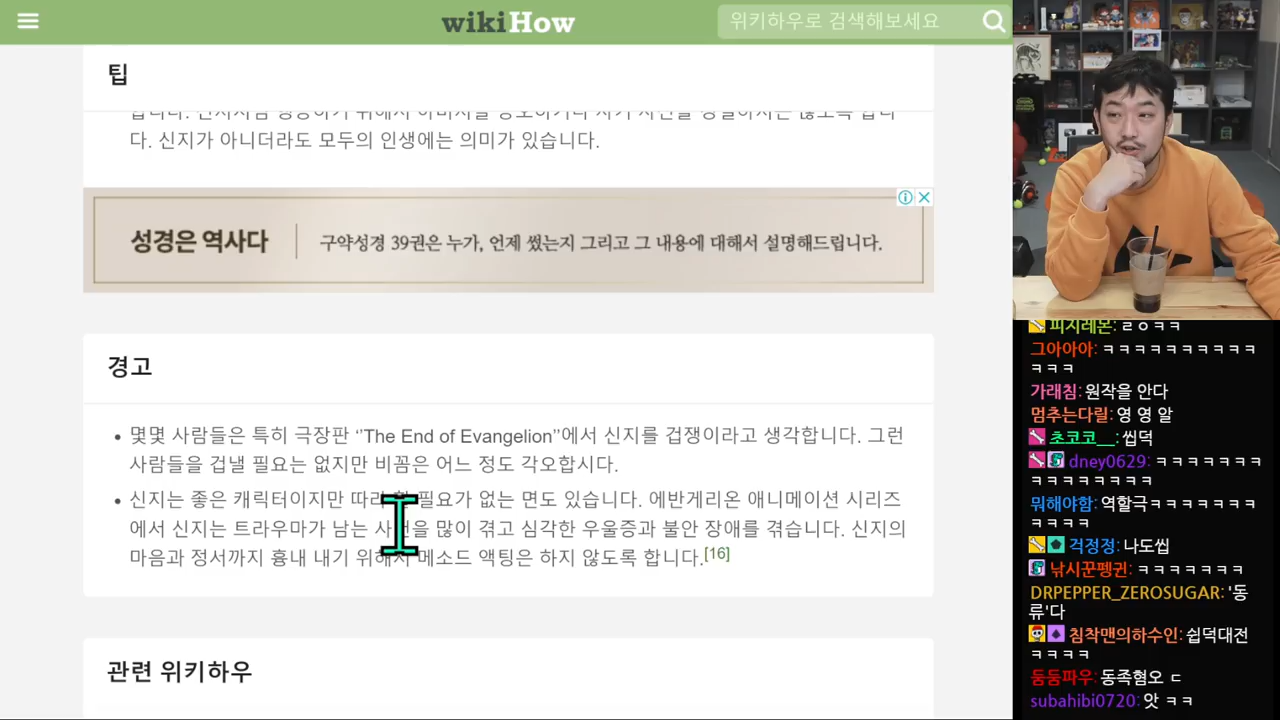 wikiHow
위키하우로 검색해보세요
팁
다. 신지가 아니더라도 모두의 인생에는 의미가 있습니다.
성경은 역사다
구약성경 39권은 누가, 언제 썼는지 그리고 그 내용에 대해서 설명해드립니다.
경고
몇몇 사람들은 특히 극장판 "The End of Evangelion"에서 신지를 겁쟁이라고 생각합니다. 그런
사람들을 겁낼 필요는 없지만 비꼼은 어느 정도 각오합시다.
신지는 좋은 캐릭터이지만 따라 할 필요가 없는 면도 있습니다. 에반게리온 애니메이션 시리즈
에서 신지는 트라우마가 남는 사건을 많이 겪고 심각한 우울증과 불안 장애를 겪습니다. 신지의
마음과 정서까지 흉내 내기 위해서 메소드 액팅은 하지 않도록 합니다.[16]
관련 위키하우
피지레몬: ㄹㅇㅋㅋ
그아아아: ㅋㅋㅋㅋㅋㅋㅋㅋㅋㅋ
ㅋㅋㅋ
가래침: 원작을 안다
멈추는다릴: 영 영 알
초코코__: 씹덕
dney0629: ㅋㅋㅋㅋㅋㅋㅋ
ㅋㅋㅋㅋㅋㅋㅋㅋ
뭐해야함: 역할극ㅋㅋㅋㅋㅋㅋ
ㅋㅋㅋㅋ
걱정정: 나도씹
낚시꾼펭귄: ㅋㅋㅋㅋㅋㅋㅋ
DRPEPPER_ZEROSUGAR: '동
류'다
침착맨의하수인: 쉽덕대전
ㅋㅋㅋㅋ
둠둠파우: 동족혐오 ㄷ
subahibi0720: 앗 ㅋㅋ